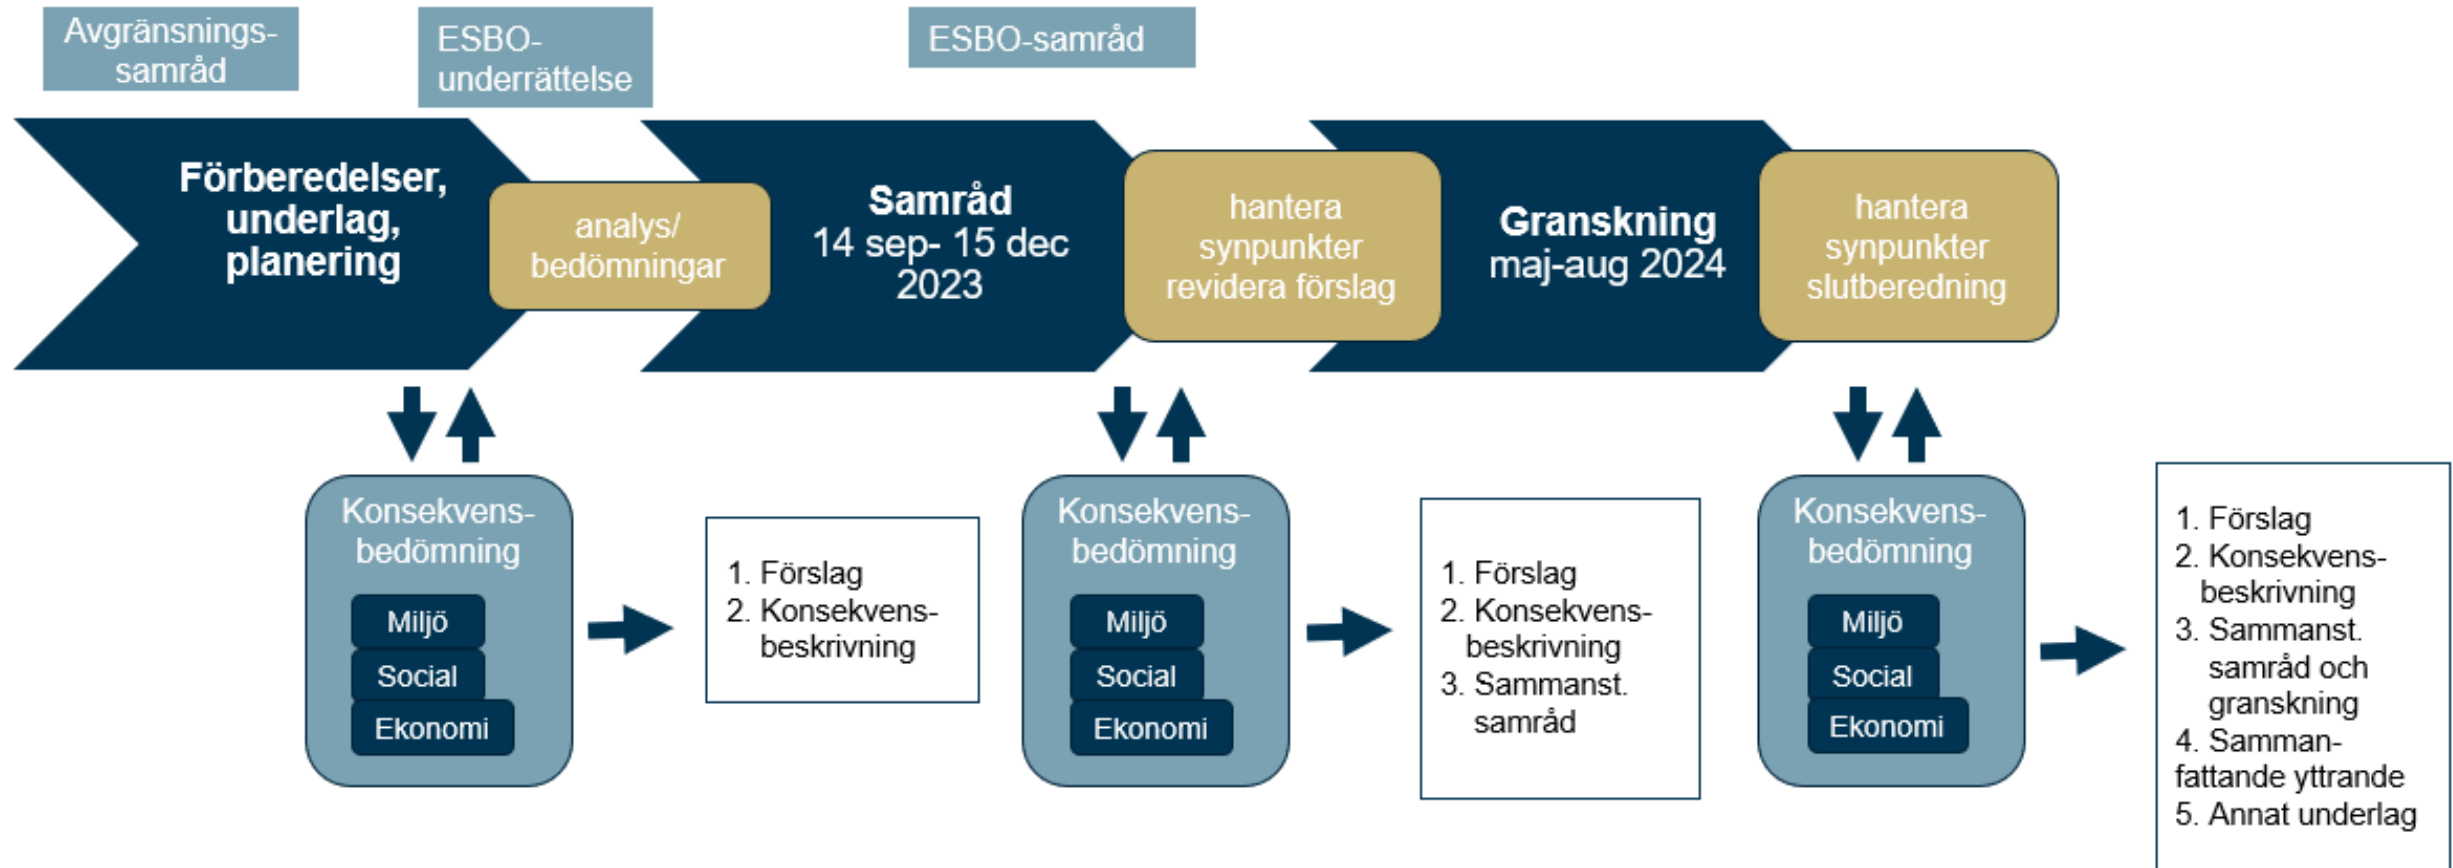 Avgränsnings-
samråd
ESBO-
underrättelse
ESBO-samråd
Förberedelser,
underlag,
planering
analys/
bedömningar
Samråd
14 sep- 15 dec
2023
hantera
synpunkter
revidera förslag
Granskning
maj-aug 2024
hantera
synpunkter
slutberedning
Konsekvens-
bedömning
Miljö
Social
Ekonomi
1. Förslag
2. Konsekvens-
beskrivning
Konsekvens-
bedömning
Miljö
Social
Ekonomi
1. Förslag
2. Konsekvens-
beskrivning
3. Sammanst.
samråd
Konsekvens-
bedömning
Miljö
Social
Ekonomi
1. Förslag
2. Konsekvens-
beskrivning
3. Sammanst.
samråd och
granskning
4. Samman-
fattande yttrande
5. Annat underlag